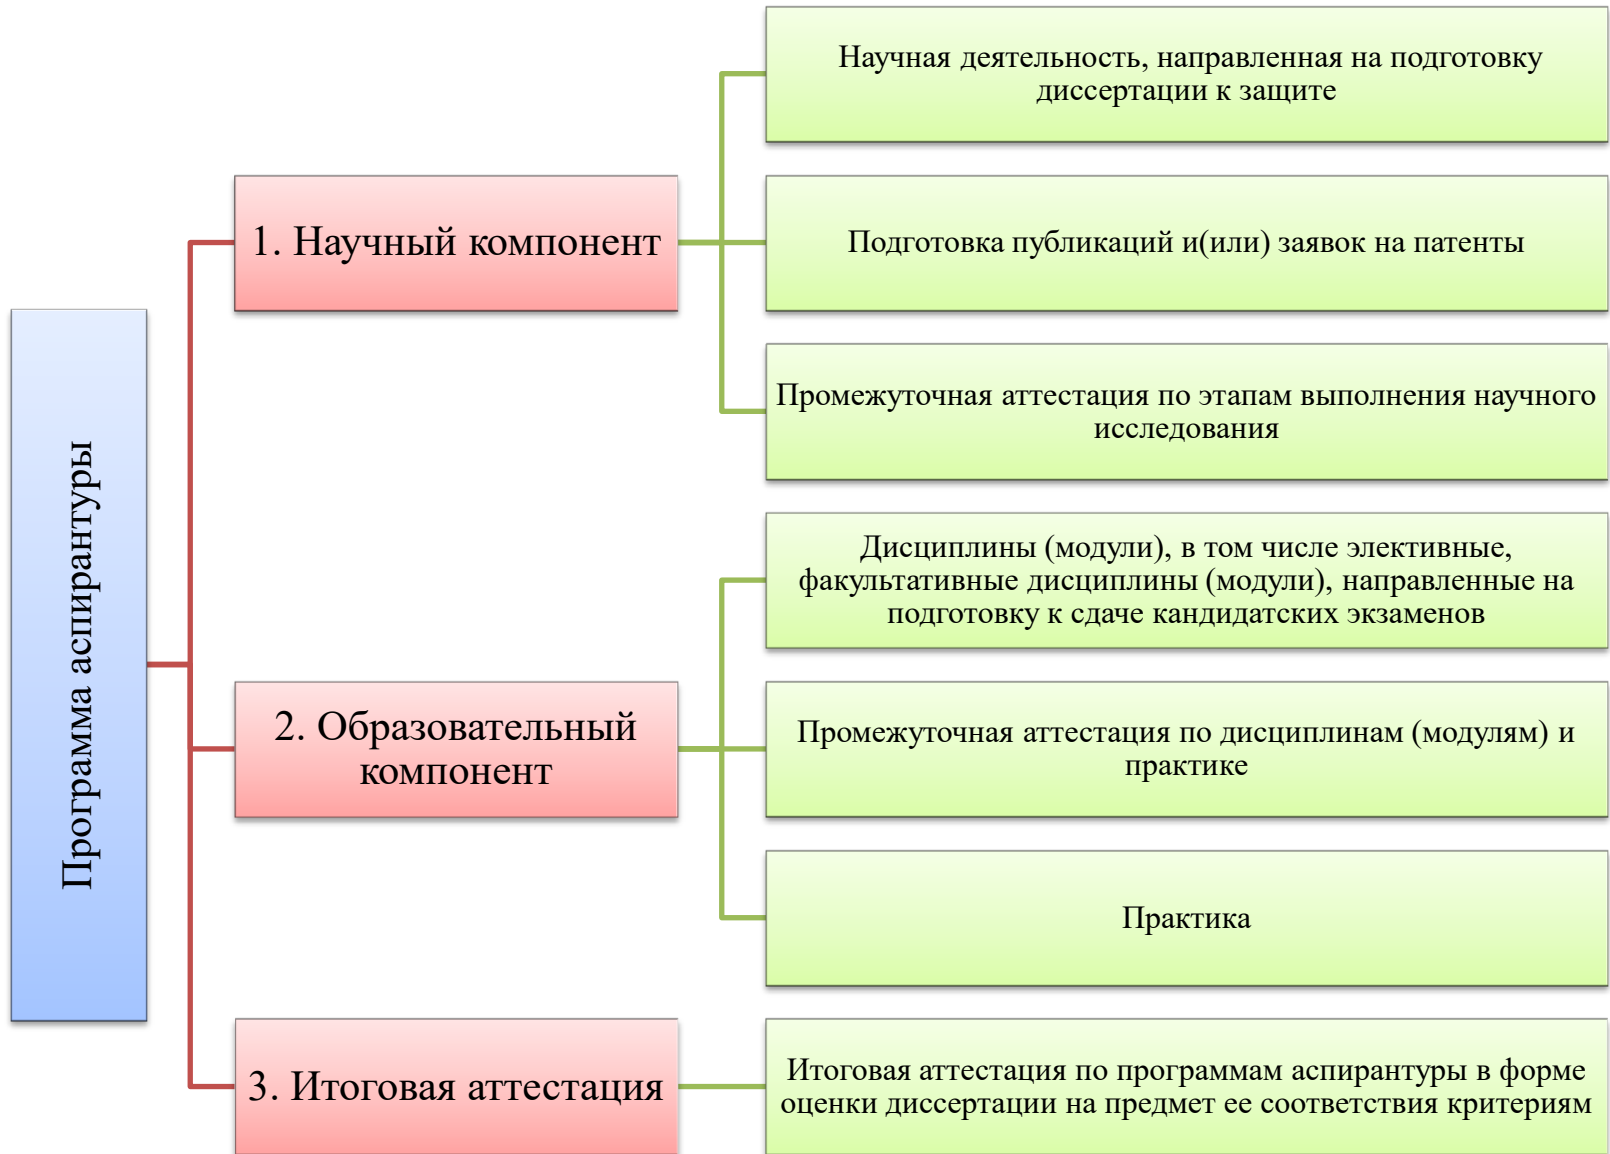 Программа аспирантуры
1. Научный компонент
Научная деятельность, направленная на подготовку
диссертации к защите
Подготовка публикаций и(или) заявок на патенты
Промежуточная аттестация по этапам выполнения научного
исследования
2. Образовательный
компонент
Дисциплины (модули), в том числе элективные,
факультативные дисциплины (модули), направленные на
подготовку к сдаче кандидатских экзаменов
Промежуточная аттестация по дисциплинам (модулям) и
практике
Практика
3. Итоговая аттестация
Итоговая аттестация по программам аспирантуры в форме
оценки диссертации на предмет ее соответствия критериям